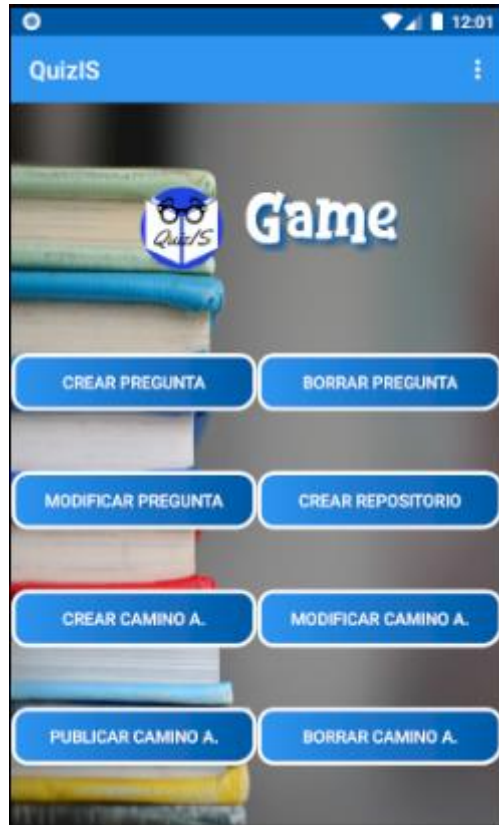 12:01
QuizIS
Game
QuizIS
CREAR PREGUNTA
BORRAR PREGUNTA
MODIFICAR PREGUNTA
CREAR REPOSITORIO
CREAR CAMINO A.
MODIFICAR CAMINO A.
PUBLICAR CAMINO A.
BORRAR CAMINO A.